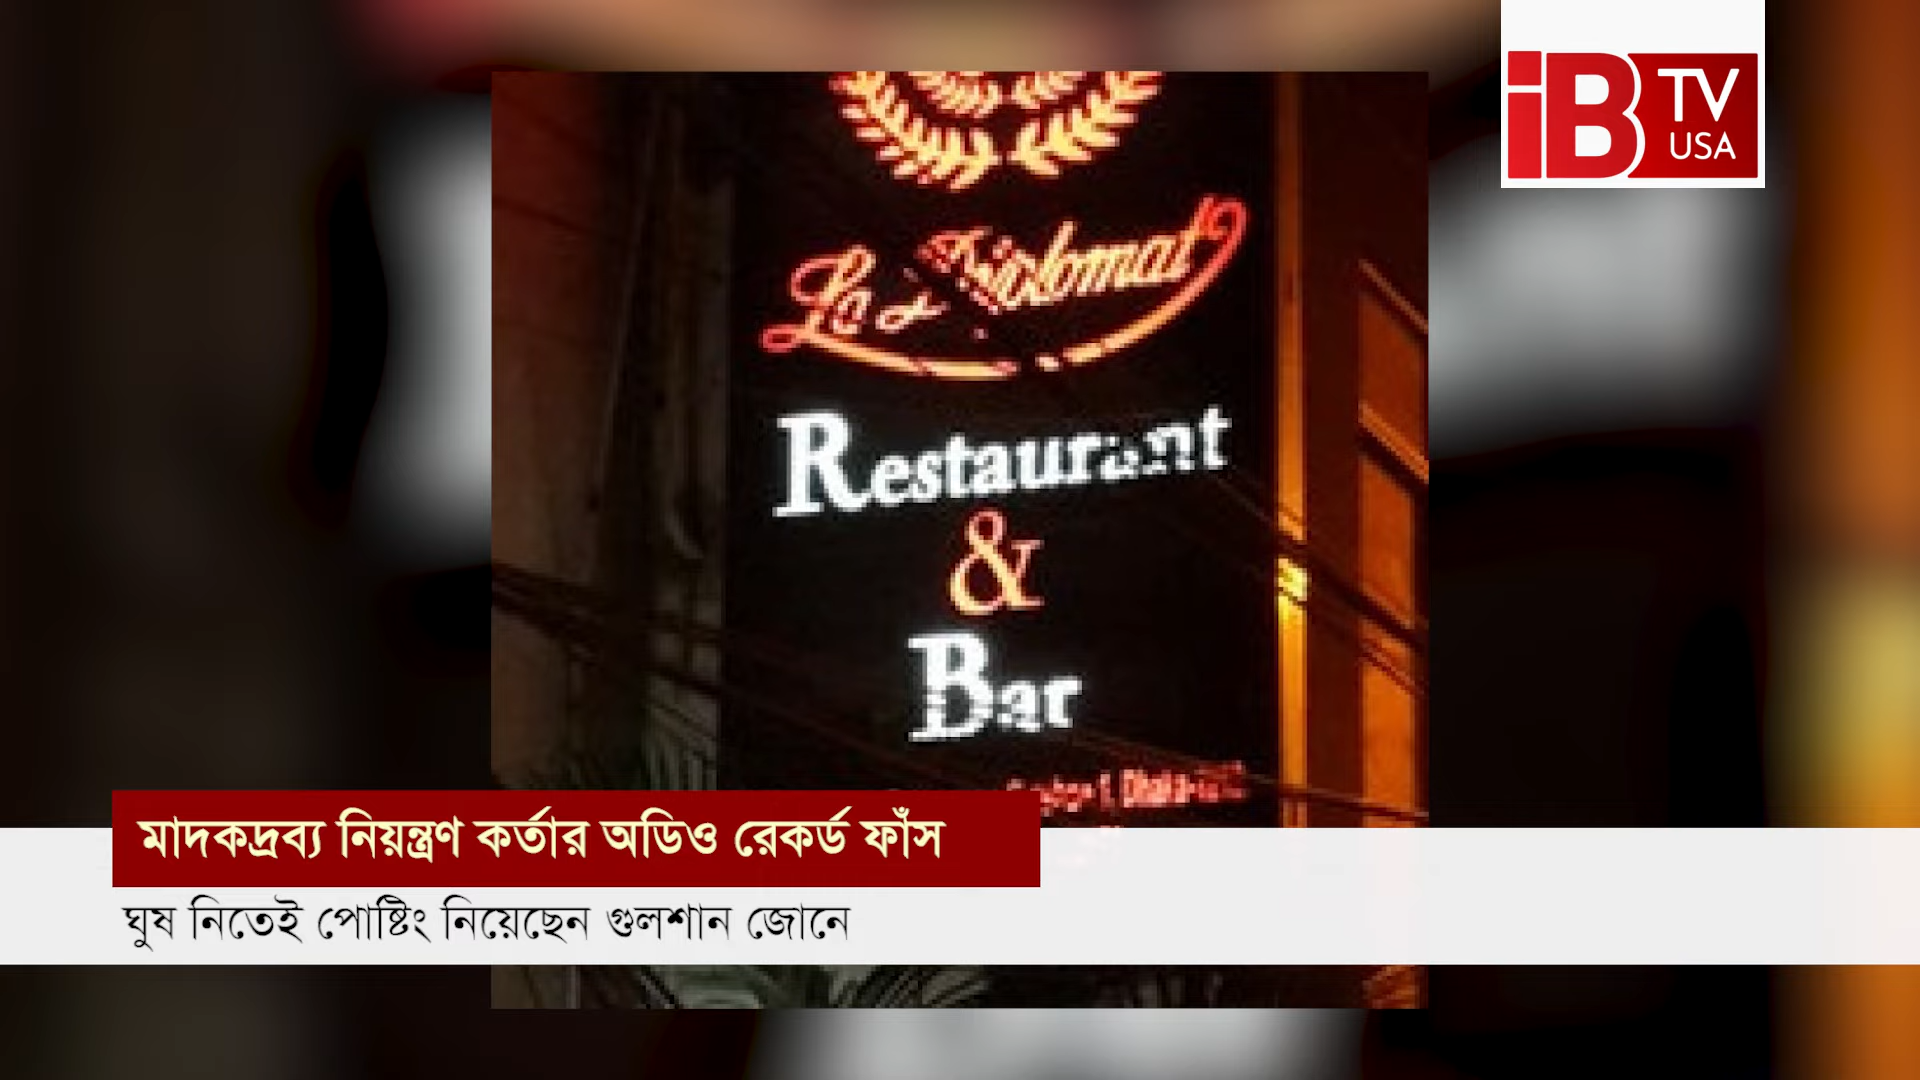 iB TV
USA
Restaurant
&
Bar
মাদকদ্রব্য নিয়ন্ত্রণ কর্তার অডিও রেকর্ড ফাঁস
ঘুষ নিতেই পোষ্টিং নিয়েছেন গুলশান জোনে